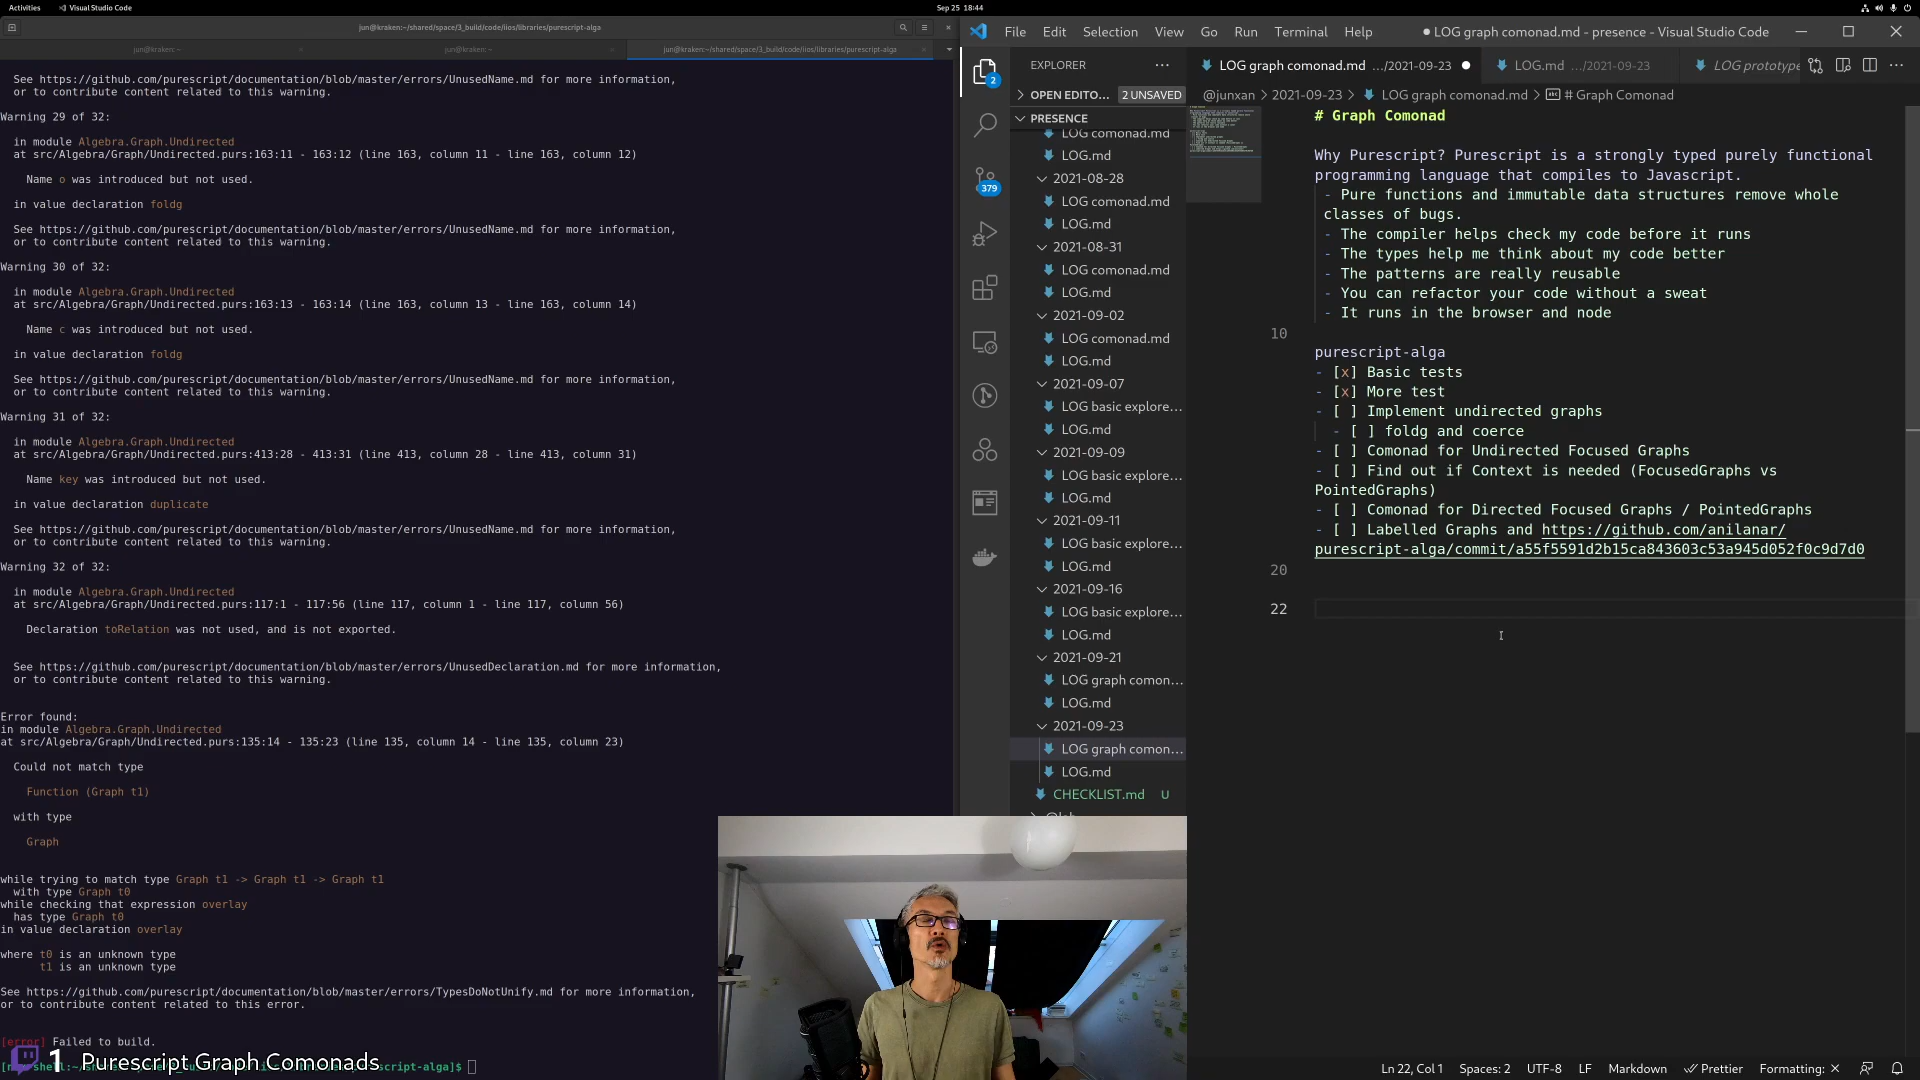 Activities
Visual Studio Code
Sep 25 18:44
jun@kraken:~/shared/space/3_build/code/iios/libraries/purescript-alga
jun@kraken:~
jun@kraken:~
jun@kraken:~/shared/space/3_build/code/iios/libraries/purescript-alga
See https://github.com/purescript/documentation/blob/master/errors/UnusedName.md for more information,
or to contribute content related to this warning.
Warning 29 of 32:
in module Algebra.Graph.Undirected
at src/Algebra/Graph/Undirected.purs:163:11 - 163:12 (line 163, column 11 - line 163, column 12)
Name o was introduced but not used.
in value declaration foldg
See https://github.com/purescript/documentation/blob/master/errors/UnusedName.md for more information,
or to contribute content related to this warning.
Warning 30 of 32:
in module Algebra.Graph.Undirected
at src/Algebra/Graph/Undirected.purs:163:13 - 163:14 (line 163, column 13 - line 163, column 14)
Name c was introduced but not used.
in value declaration foldg
See https://github.com/purescript/documentation/blob/master/errors/UnusedName.md for more information,
or to contribute content related to this warning.
Warning 31 of 32:
in module Algebra.Graph.Undirected
at src/Algebra/Graph/Undirected.purs:413:28 - 413:31 (line 413, column 28 - line 413, column 31)
Name key was introduced but not used.
in value declaration duplicate
See https://github.com/purescript/documentation/blob/master/errors/UnusedName.md for more information,
or to contribute content related to this warning.
Warning 32 of 32:
in module Algebra.Graph.Undirected
at src/Algebra/Graph/Undirected.purs:117:1 - 117:56 (line 117, column 1 - line 117, column 56)
Declaration toRelation was not used, and is not exported.
See https://github.com/purescript/documentation/blob/master/errors/UnusedDeclaration.md for more information,
or to contribute content related to this warning.
Error found:
in module Algebra.Graph.Undirected
at src/Algebra/Graph/Undirected.purs:135:14 - 135:23 (line 135, column 14 - line 135, column 23)
Could not match type
Function (Graph t1)
with type
Graph
while trying to match type Graph t1 -> Graph t1 -> Graph t1
with type Graph t0
while checking that expression overlay
has type Graph t0
in value declaration overlay
where t0 is an unknown type
t1 is an unknown type
See https://github.com/purescript/documentation/blob/master/errors/TypesDoNotUnify.md for more information,
or to contribute content related to this error.
[error] Failed to build.
1 Purescript Graph Comonads
script-alga]$
File Edit Selection View Go Run Terminal Help
● LOG graph comonad.md - presence - Visual Studio Code
EXPLORER
OPEN EDITO... 2 UNSAVED
PRESENCE
2
379
LOG comonad.md
LOG.md
2021-08-28
LOG comonad.md
LOG.md
2021-08-31
LOG comonad.md
LOG.md
2021-09-02
LOG comonad.md
LOG.md
2021-09-07
LOG basic explore...
LOG.md
2021-09-09
LOG basic explore...
LOG.md
2021-09-11
LOG basic explore...
LOG.md
2021-09-16
LOG basic explore...
LOG.md
2021-09-21
LOG graph comon...
LOG.md
2021-09-23
LOG graph comon...
LOG.md
CHECKLIST.md U
LOG graph comonad.md .../2021-09-23
LOG.md .../2021-09-23
LOG prototype
@junxan > 2021-09-23 > LOG graph comonad.md > # Graph Comonad
# Graph Comonad
Why Purescript? Purescript is a strongly typed purely functional
programming language that compiles to Javascript.
- Pure functions and immutable data structures remove whole
classes of bugs.
- The compiler helps check my code before it runs
- The types help me think about my code better
- The patterns are really reusable
- You can refactor your code without a sweat
- It runs in the browser and node
10
purescript-alga
- [x] Basic tests
- [x] More test
- [ ] Implement undirected graphs
- [ ] foldg and coerce
- [ ] Comonad for Undirected Focused Graphs
- [ ] Find out if Context is needed (FocusedGraphs vs
PointedGraphs)
- [ ] Comonad for Directed Focused Graphs / PointedGraphs
- [ ] Labelled Graphs and https://github.com/anilanar/
purescript-alga/commit/a55f5591d2b15ca843603c53a945d052f0c9d7d0
20
22
Ln 22, Col 1 Spaces: 2 UTF-8 LF Markdown Prettier Formatting: ×